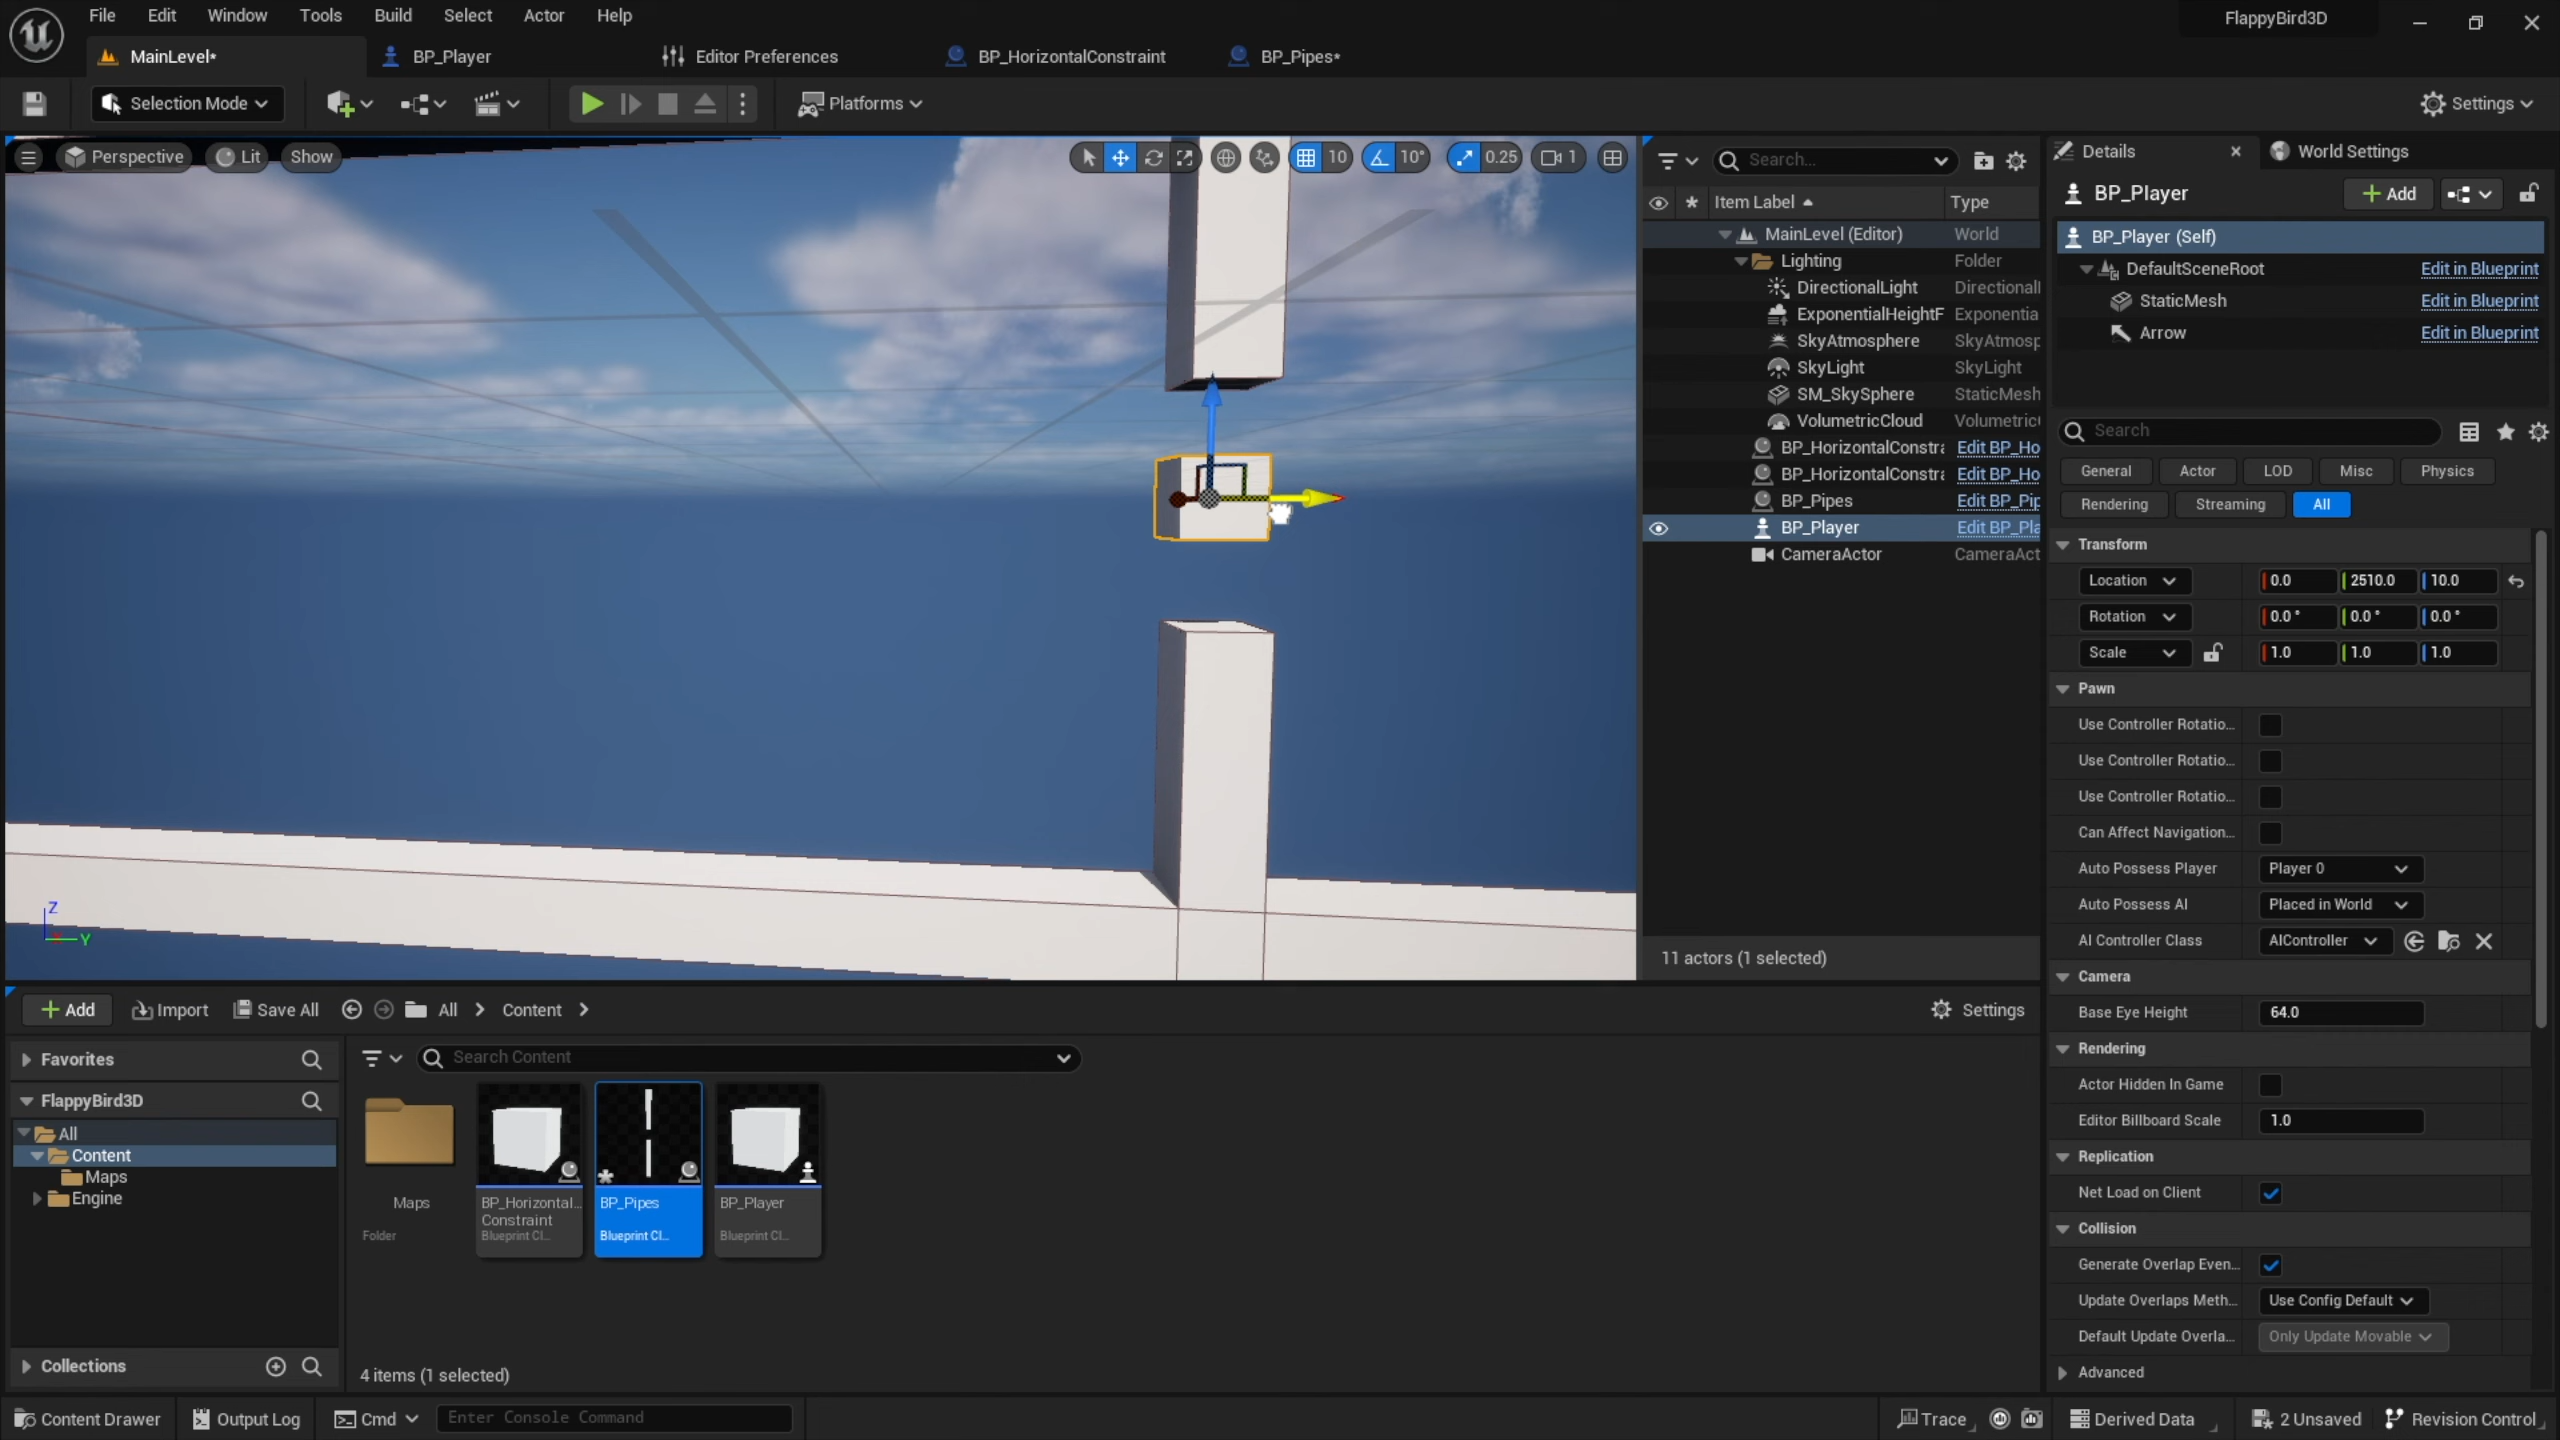 File Edit Window Tools Build Select Actor Help
FlappyBird3D
MainLevel* BP_Player Editor Preferences BP_HorizontalConstraint BP_Pipes*
Selection Mode Platforms Settings
Perspective Lit Show 10 10° 0.25 1
Search...
Item Label Type
MainLevel (Editor) World
Lighting Folder
DirectionalLight Directional
ExponentialHeightF Exponentia
SkyAtmosphere SkyAtmosp
SkyLight SkyLight
SM_SkySphere StaticMesh
VolumetricCloud Volumetric
BP_HorizontalConstra Edit BP_Ho
BP_HorizontalConstra Edit BP_Ho
BP_Pipes Edit BP_Pip
BP_Player Edit BP_Pla
CameraActor CameraAct
11 actors (1 selected)
Details World Settings
BP_Player Add
BP_Player (Self)
DefaultSceneRoot Edit in Blueprint
StaticMesh Edit in Blueprint
Arrow Edit in Blueprint
Search
General Actor LOD Misc Physics
Rendering Streaming All
Transform
Location 0.0 2510.0 10.0
Rotation 0.0° 0.0° 0.0°
Scale 1.0 1.0 1.0
Pawn
Use Controller Rotatio...
Use Controller Rotatio...
Use Controller Rotatio...
Can Affect Navigation...
Auto Possess Player Player 0
Auto Possess AI Placed in World
AI Controller Class AIController
Camera
Base Eye Height 64.0
Rendering
Actor Hidden In Game
Editor Billboard Scale 1.0
Replication
Net Load on Client
Collision
Generate Overlap Even...
Update Overlaps Meth... Use Config Default
Default Update Overla... Only Update Movable
Advanced
Z
X Y
Add Import Save All All Content Settings
Favorites
FlappyBird3D
All
Content
Maps
Engine
Collections
Search Content
Maps
Folder
BP_Horizontal...
Constraint
Blueprint Cl...
BP_Pipes
Blueprint Cl...
BP_Player
Blueprint Cl...
4 items (1 selected)
Content Drawer Output Log Cmd Enter Console Command Trace Derived Data 2 Unsaved Revision Control